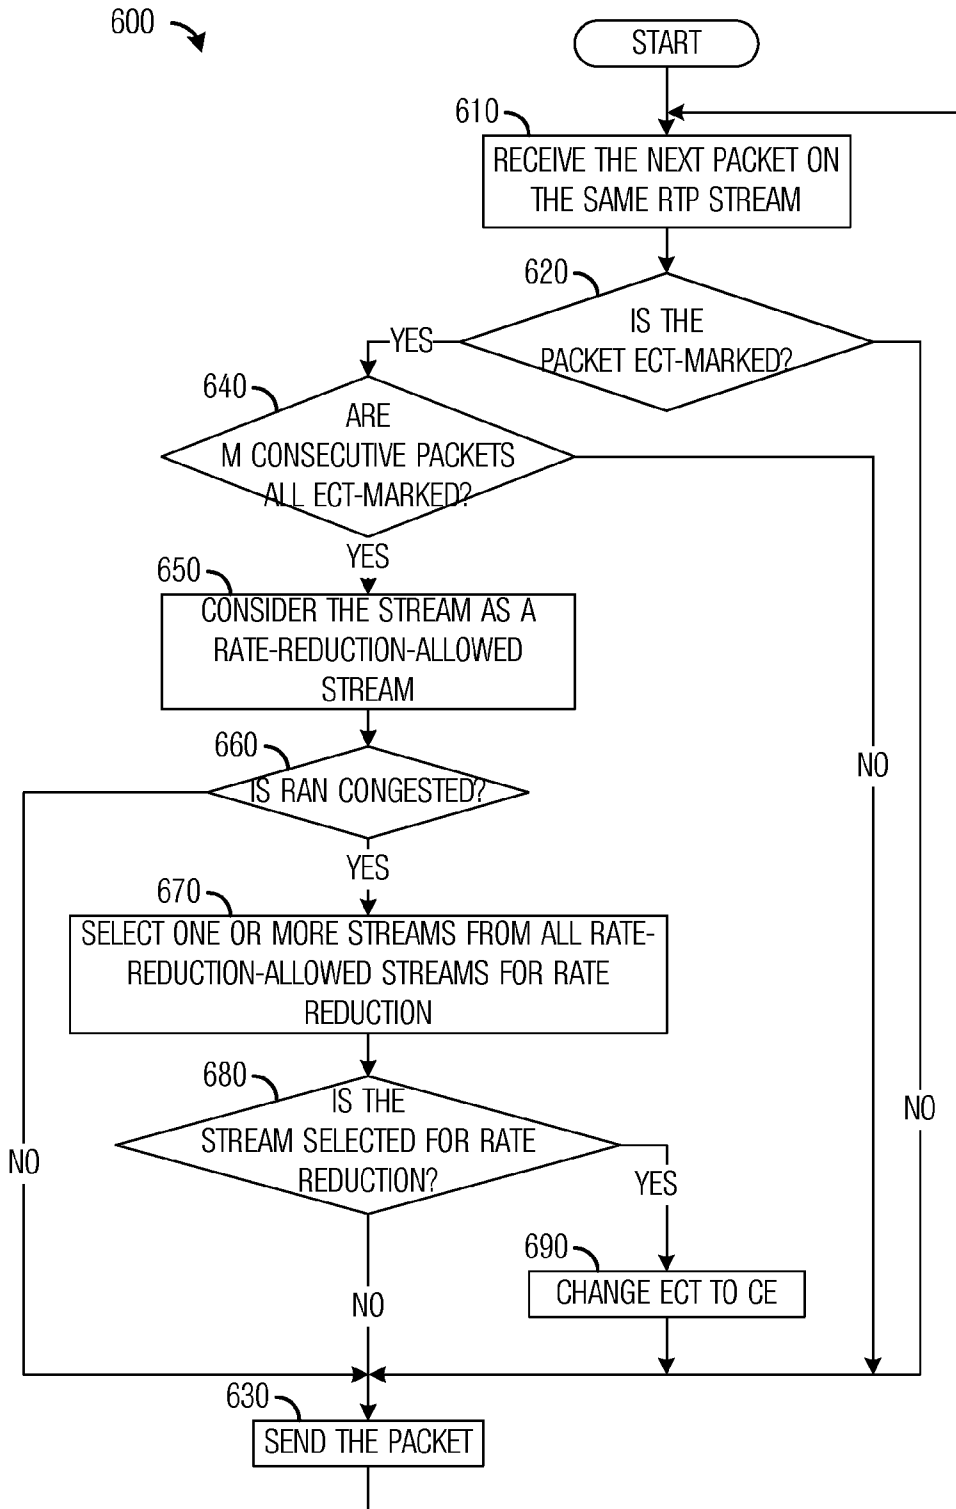 600
START
610
RECEIVE THE NEXT PACKET ON
THE SAME RTP STREAM
620
IS THE
PACKET ECT-MARKED?
YES
640
ARE
M CONSECUTIVE PACKETS
ALL ECT-MARKED?
YES
650
CONSIDER THE STREAM AS A
RATE-REDUCTION-ALLOWED
STREAM
660
IS RAN CONGESTED?
NO
YES
670
SELECT ONE OR MORE STREAMS FROM ALL RATE-
REDUCTION-ALLOWED STREAMS FOR RATE
REDUCTION
680
IS THE
STREAM SELECTED FOR RATE
REDUCTION?
NO
NO
YES
690
CHANGE ECT TO CE
NO
630
SEND THE PACKET